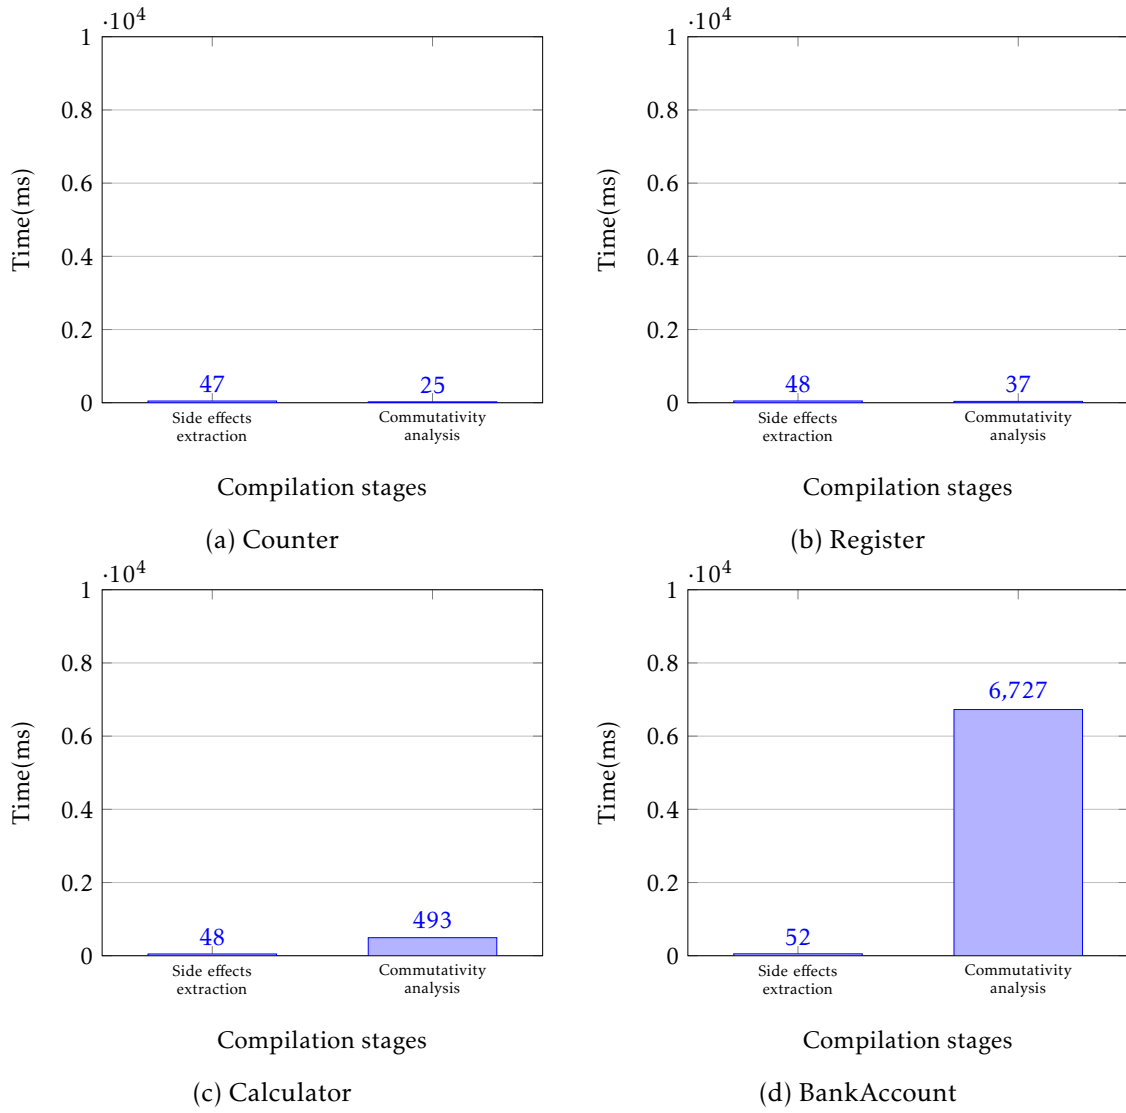 ·10^4
1
0.8
0.6
0.4
0.2
0
Time(ms)
47
25
Side effects
extraction
Commutativity
analysis
Compilation stages
(a) Counter
·10^4
1
0.8
0.6
0.4
0.2
0
Time(ms)
48
37
Side effects
extraction
Commutativity
analysis
Compilation stages
(b) Register
·10^4
1
0.8
0.6
0.4
0.2
0
Time(ms)
48
493
Side effects
extraction
Commutativity
analysis
Compilation stages
(c) Calculator
·10^4
1
0.8
0.6
0.4
0.2
0
Time(ms)
52
6,727
Side effects
extraction
Commutativity
analysis
Compilation stages
(d) BankAccount